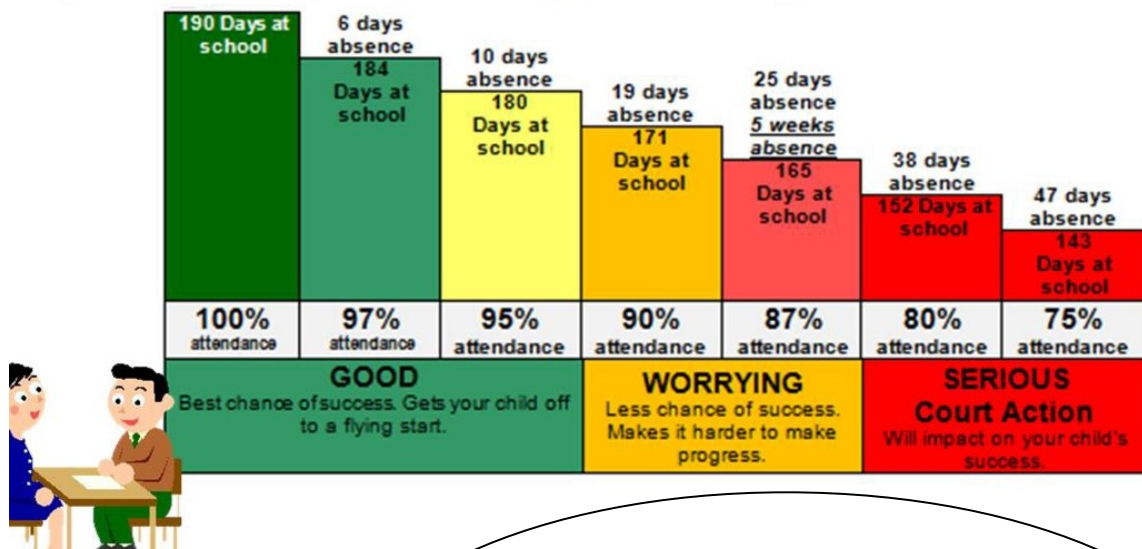 190 Days at
school
6 days
absence
184
Days at
school
10 days
absence
180
Days at
school
19 days
absence
171
Days at
school
25 days
absence
5 weeks
absence
165
Days at
school
38 days
absence
152 Days at
school
47 days
absence
143
Days at
school
100%
attendance
97%
attendance
95%
attendance
90%
attendance
87%
attendance
80%
attendance
75%
attendance
GOOD
Best chance of success. Gets your child off
to a flying start.
WORRYING
Less chance of success.
Makes it harder to make
progress.
SERIOUS
Court Action
Will impact on your child's
success.